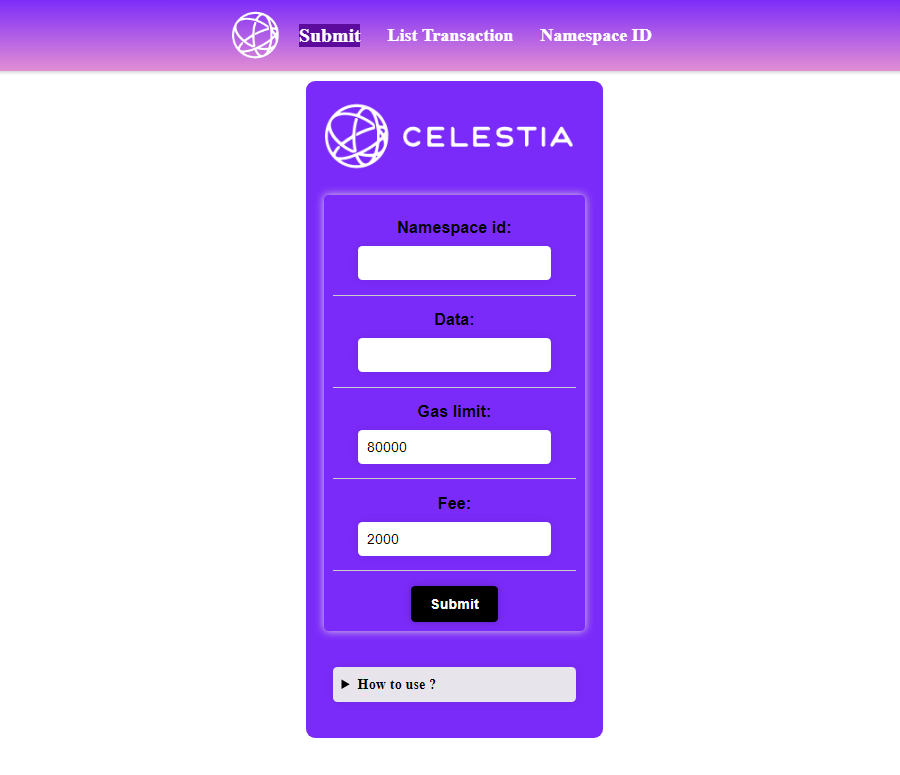 Submit List Transaction Namespace ID
CELESTIA
Namespace id:
Data:
Gas limit:
80000
Fee:
2000
Submit
How to use ?